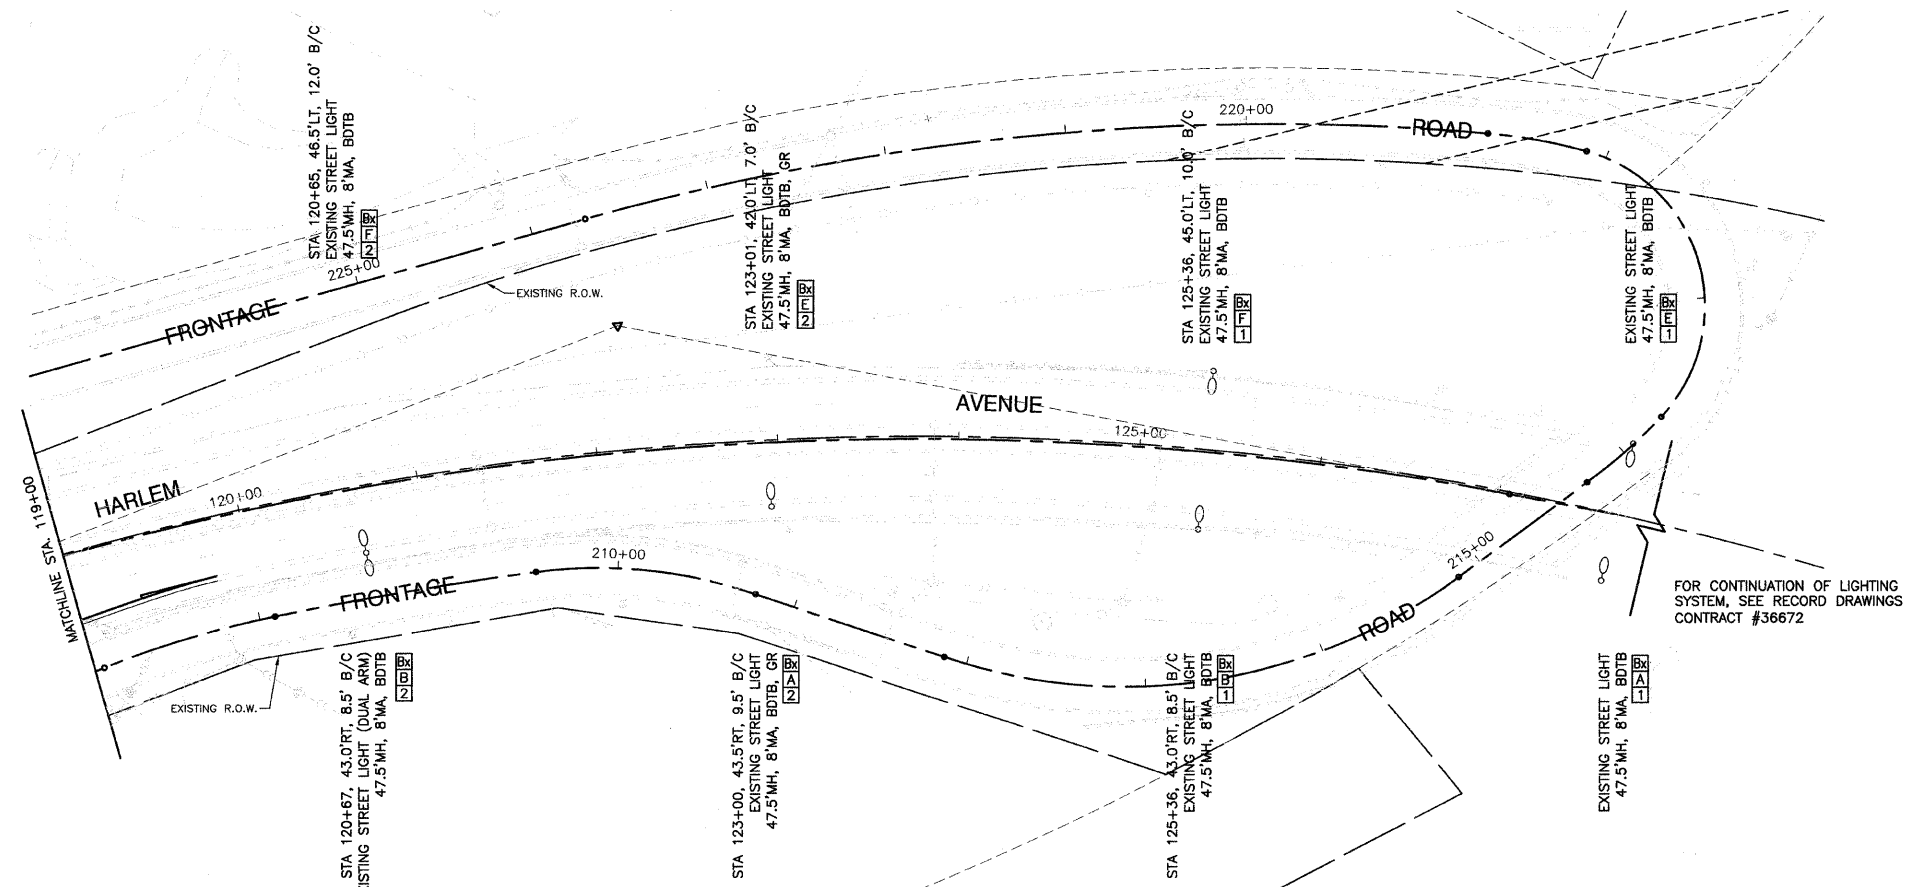 STA 120+65, 46.5'LT, 12.0' B/C
EXISTING STREET LIGHT
47.5'MH, 8'MA, BDTB
Bx
F
2
STA 123+01, 42.0'LT, 7.0' B/C
EXISTING STREET LIGHT
47.5'MH, 8'MA, BDTB, GR
Bx
E
2
STA 125+36, 45.0'LT, 10.0' B/C
EXISTING STREET LIGHT
47.5'MH, 8'MA, BDTB
Bx
F
1
EXISTING STREET LIGHT
47.5'MH, 8'MA, BDTB
Bx
E
1
220+00
ROAD
225+00
FRONTAGE
EXISTING R.O.W.
AVENUE
125+00
HARLEM
120+00
MATCHLINE STA. 119+00
210+00
215+00
FRONTAGE
ROAD
FOR CONTINUATION OF LIGHTING
SYSTEM, SEE RECORD DRAWINGS
CONTRACT #36672
EXISTING R.O.W.
STA 120+67, 43.0'RT, 8.5' B/C
ISTING STREET LIGHT (DUAL ARM)
47.5'MH, 8'MA, BDTB
Bx
B
2
STA 123+00, 43.5'RT, 9.5' B/C
EXISTING STREET LIGHT
47.5'MH, 8'MA, BDTB, GR
Bx
A
2
STA 125+36, 43.0'RT, 8.5' B/C
EXISTING STREET LIGHT
47.5'MH, 8'MA, BDTB
Bx
B
1
EXISTING STREET LIGHT
47.5'MH, 8'MA, BDTB
Bx
A
1